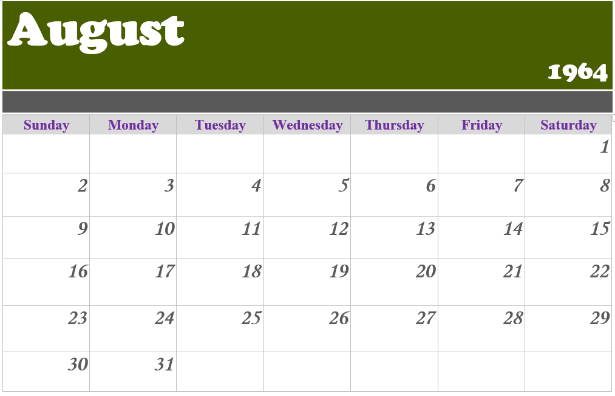 August
1964
Sunday Monday Tuesday Wednesday Thursday Friday Saturday
1
2 3 4 5 6 7 8
9 10 11 12 13 14 15
16 17 18 19 20 21 22
23 24 25 26 27 28 29
30 31